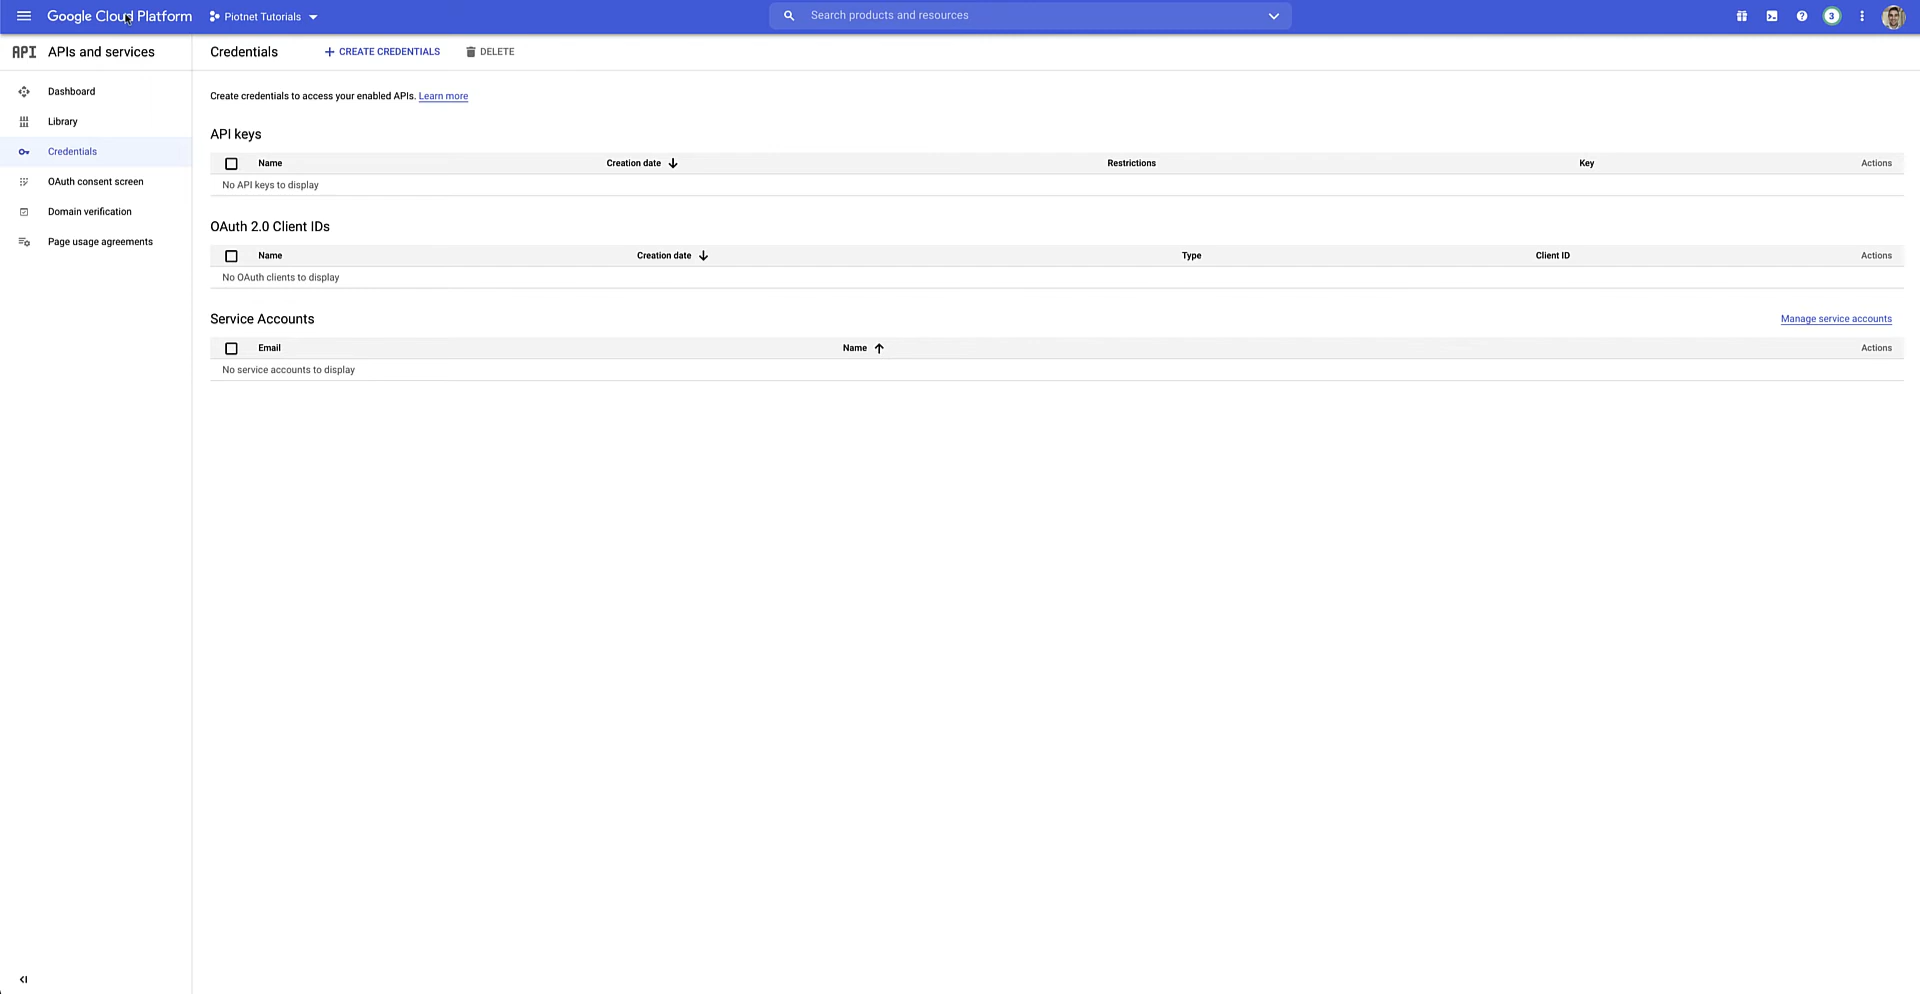 Google Cloud Platform
Piotnet Tutorials
Search products and resources
3
API APIs and services
Credentials
CREATE CREDENTIALS
DELETE
Dashboard
Library
Credentials
OAuth consent screen
Domain verification
Page usage agreements
Create credentials to access your enabled APIs. Learn more
API keys
Name Creation date Restrictions Key Actions
No API keys to display
OAuth 2.0 Client IDs
Name Creation date Type Client ID Actions
No OAuth clients to display
Service Accounts
Manage service accounts
Email Name Actions
No service accounts to display